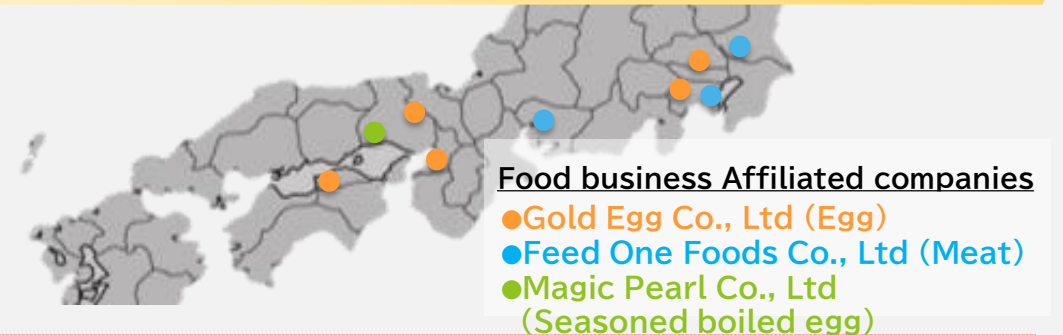 Food business Affiliated companies
●Gold Egg Co., Ltd (Egg)
●Feed One Foods Co., Ltd (Meat)
●Magic Pearl Co., Ltd
(Seasoned boiled egg)